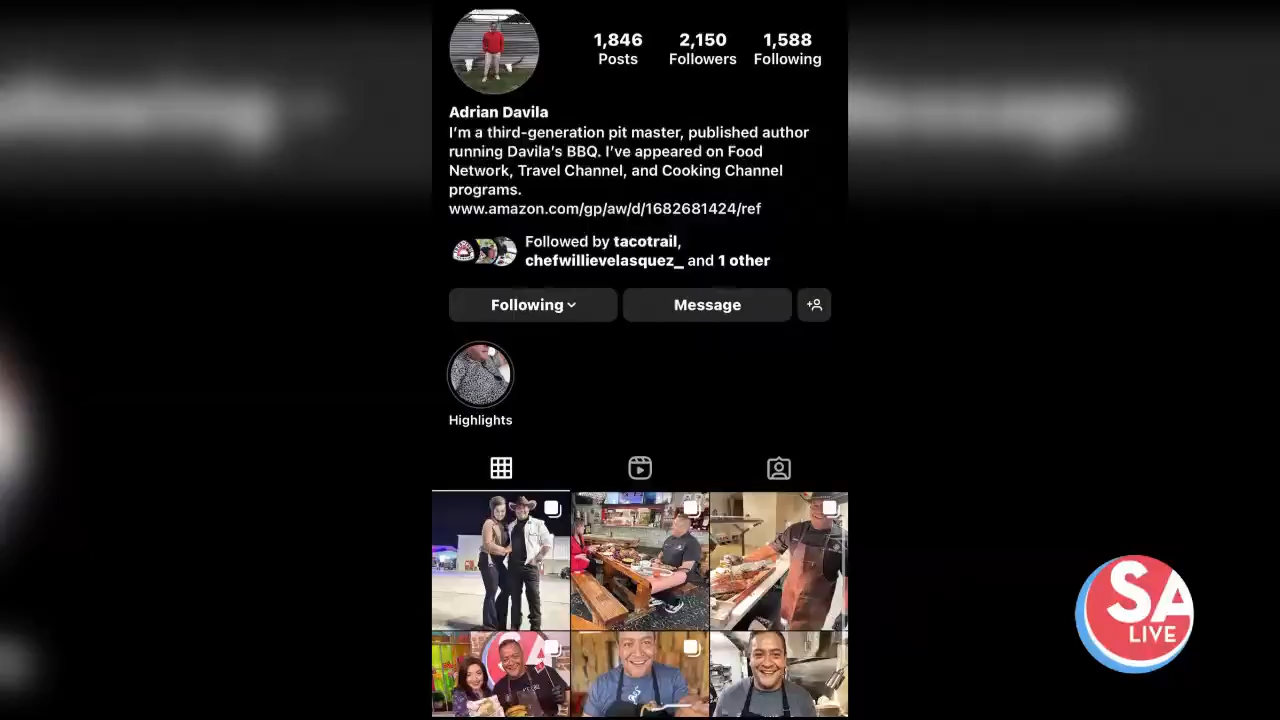 1,846
Posts
2,150
Followers
1,588
Following
Adrian Davila
I'm a third-generation pit master, published author
running Davila's BBQ. I've appeared on Food
Network, Travel Channel, and Cooking Channel
programs.
www.amazon.com/gp/aw/d/1682681424/ref
Followed by tacotrail,
chefwillievelasquez_ and 1 other
Following
Message
Highlights
SA
LIVE